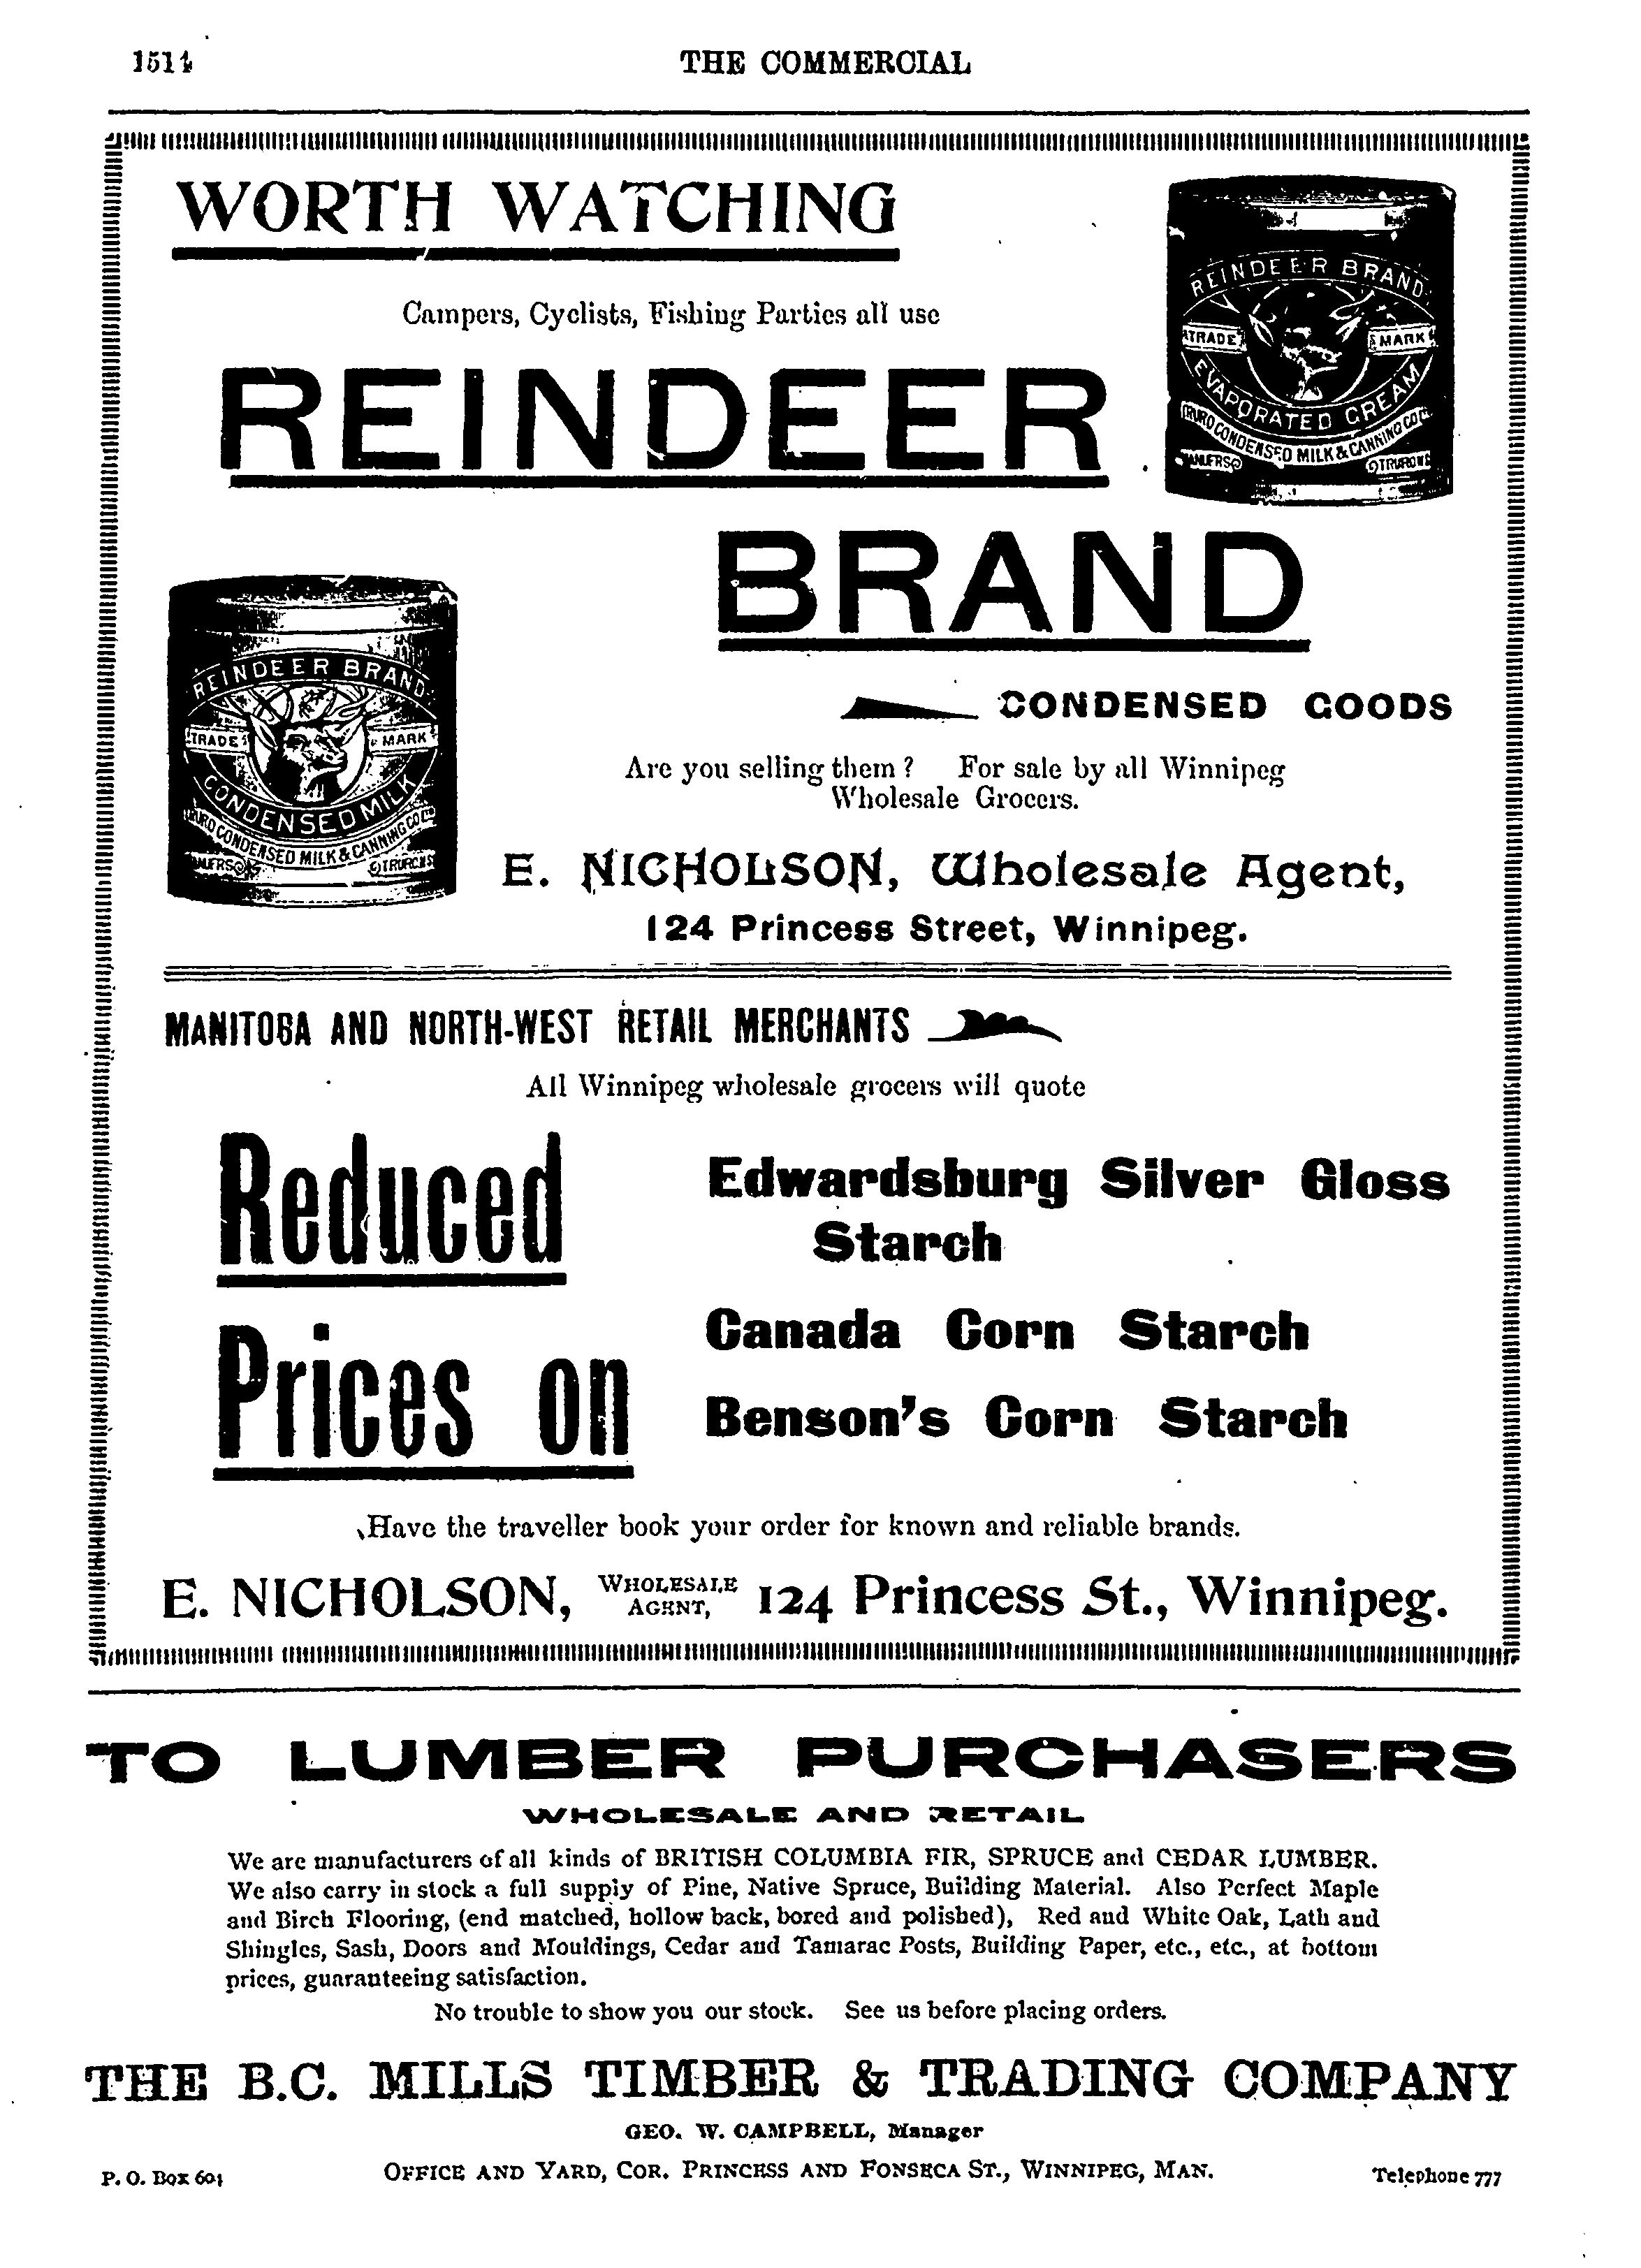 1514
THE COMMERCIAL
WORTH WATCHING
Campers, Cyclists, Fishing Parties all use
REINDEER
BRAND
REINDEER BRAND
TRADE MARK
EVAPORATED CREAM
TRURO CONDENSED MILK & CANNING CO LTD
MANUFRS TRURO N S
REINDEER BRAND
TRADE MARK
CONDENSED MILK
TRURO CONDENSED MILK & CANNING CO LTD
MANUFRS TRURO N S
CONDENSED GOODS
Are you selling them ? For sale by all Winnipeg
Wholesale Grocers.
E. NICHOLSON, Wholesale Agent,
124 Princess Street, Winnipeg.
MANITOBA AND NORTH-WEST RETAIL MERCHANTS
All Winnipeg wholesale grocers will quote
Reduced
Prices on
Edwardsburg Silver Gloss
Starch
Canada Corn Starch
Benson's Corn Starch
Have the traveller book your order for known and reliable brands.
E. NICHOLSON, WHOLESALE AGENT, 124 Princess St., Winnipeg.
TO LUMBER PURCHASERS
WHOLESALE AND RETAIL
We are manufacturers of all kinds of BRITISH COLUMBIA FIR, SPRUCE and CEDAR LUMBER.
We also carry in stock a full supply of Pine, Native Spruce, Building Material. Also Perfect Maple
and Birch Flooring, (end matched, hollow back, bored and polished), Red and White Oak, Lath and
Shingles, Sash, Doors and Mouldings, Cedar and Tamarac Posts, Building Paper, etc., etc., at bottom
prices, guaranteeing satisfaction.
No trouble to show you our stock. See us before placing orders.
THE B.C. MILLS TIMBER & TRADING COMPANY
GEO. W. CAMPBELL, Manager
P. O. Box 604
OFFICE AND YARD, COR. PRINCESS AND FONSECA ST., WINNIPEG, MAN.
Telephone 777